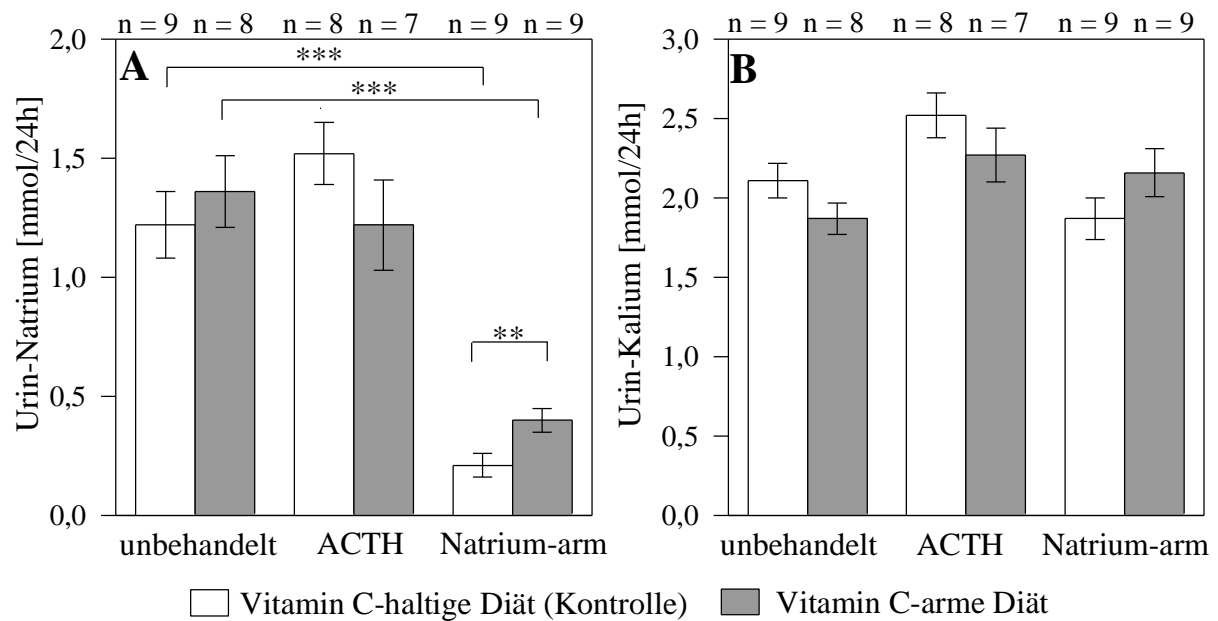 n = 9 n = 8 n = 8 n = 7 n = 9 n = 9
A
***
***
**
Urin-Natrium [mmol/24h]
2,0
1,5
1,0
0,5
0,0
unbehandelt ACTH Natrium-arm
n = 9 n = 8 n = 8 n = 7 n = 9 n = 9
B
Urin-Kalium [mmol/24h]
3,0
2,5
2,0
1,5
1,0
0,5
0,0
unbehandelt ACTH Natrium-arm
Vitamin C-haltige Diät (Kontrolle) Vitamin C-arme Diät